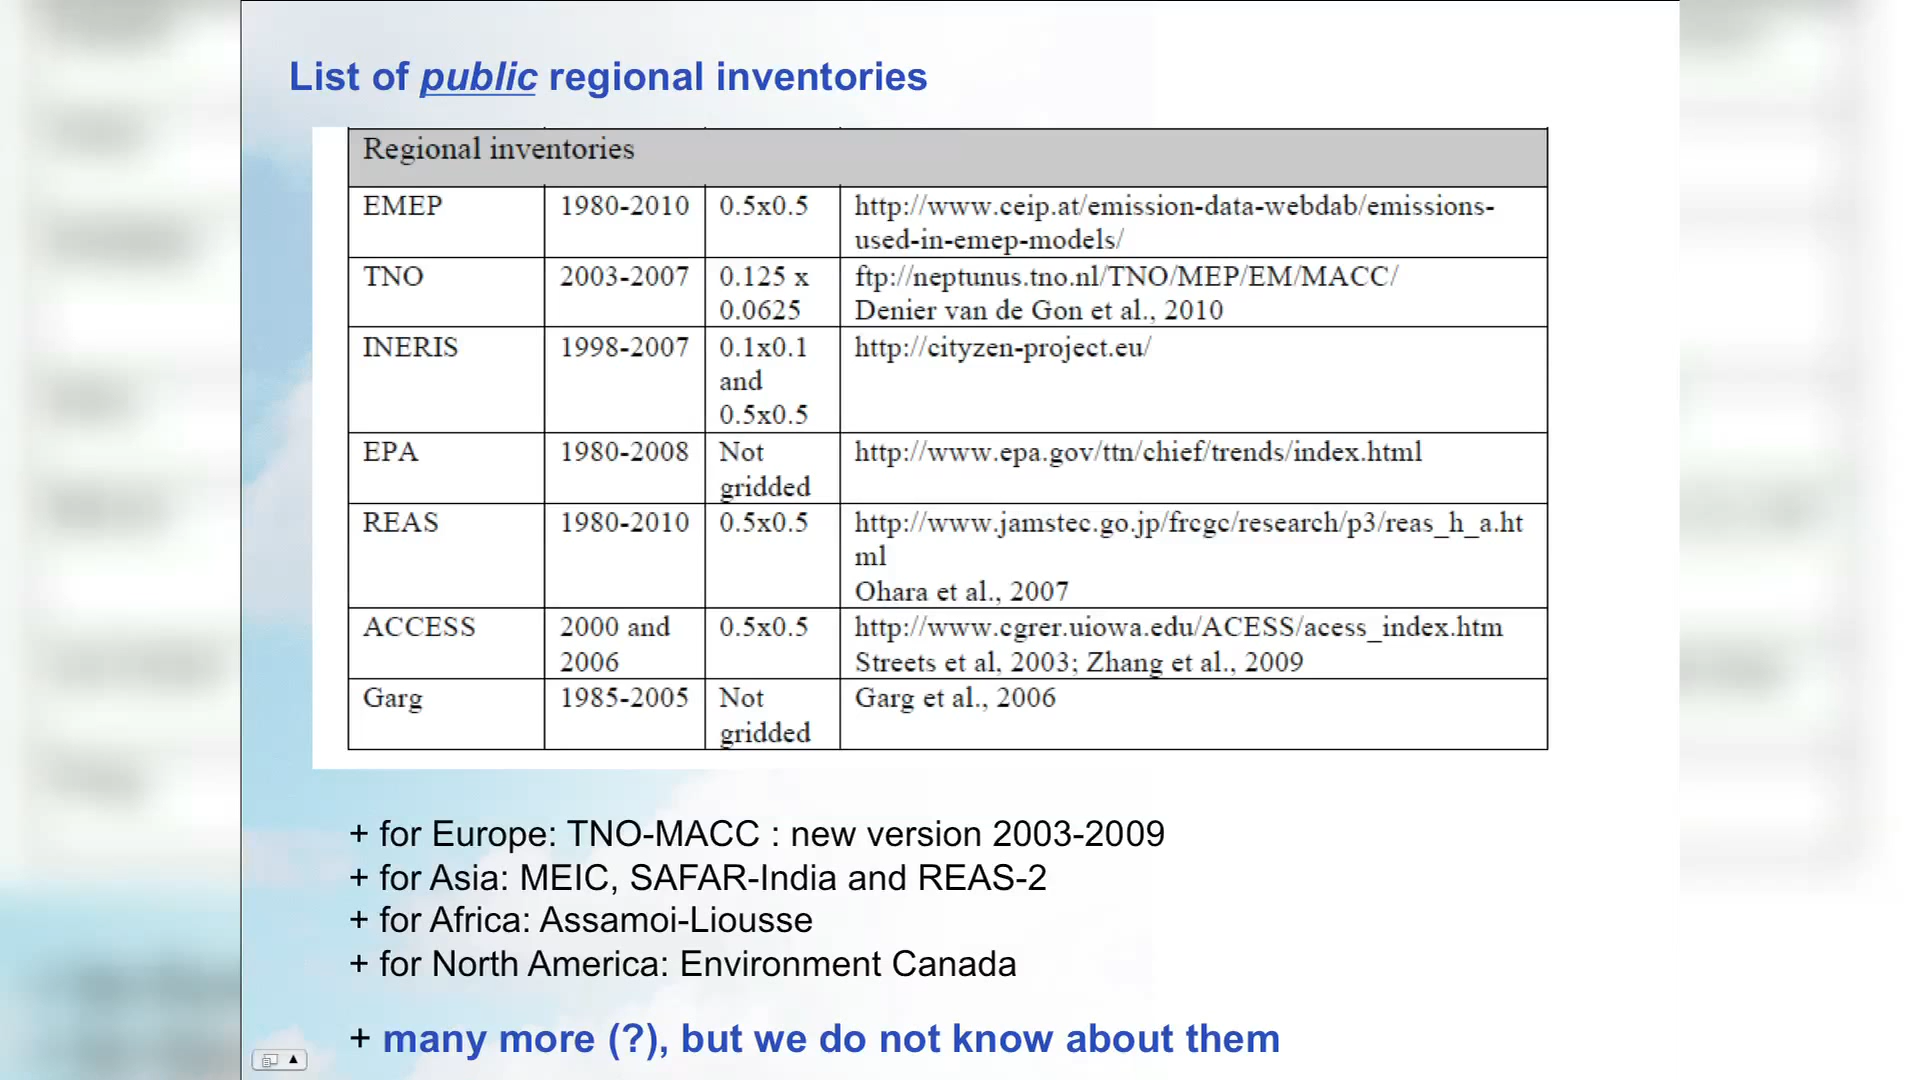 List of public regional inventories
Regional inventories
EMEP 1980-2010 0.5x0.5 http://www.ceip.at/emission-data-webdab/emissions-
used-in-emep-models/
TNO 2003-2007 0.125 x ftp://neptunus.tno.nl/TNO/MEP/EM/MACC/
0.0625 Denier van de Gon et al., 2010
INERIS 1998-2007 0.1x0.1 http://cityzen-project.eu/
and
0.5x0.5
EPA 1980-2008 Not http://www.epa.gov/ttn/chief/trends/index.html
gridded
REAS 1980-2010 0.5x0.5 http://www.jamstec.go.jp/frcgc/research/p3/reas_h_a.ht
ml
Ohara et al., 2007
ACCESS 2000 and 0.5x0.5 http://www.cgrer.uiowa.edu/ACESS/acess_index.htm
2006 Streets et al, 2003; Zhang et al., 2009
Garg 1985-2005 Not Garg et al., 2006
gridded
+ for Europe: TNO-MACC : new version 2003-2009
+ for Asia: MEIC, SAFAR-India and REAS-2
+ for Africa: Assamoi-Liousse
+ for North America: Environment Canada
+ many more (?), but we do not know about them